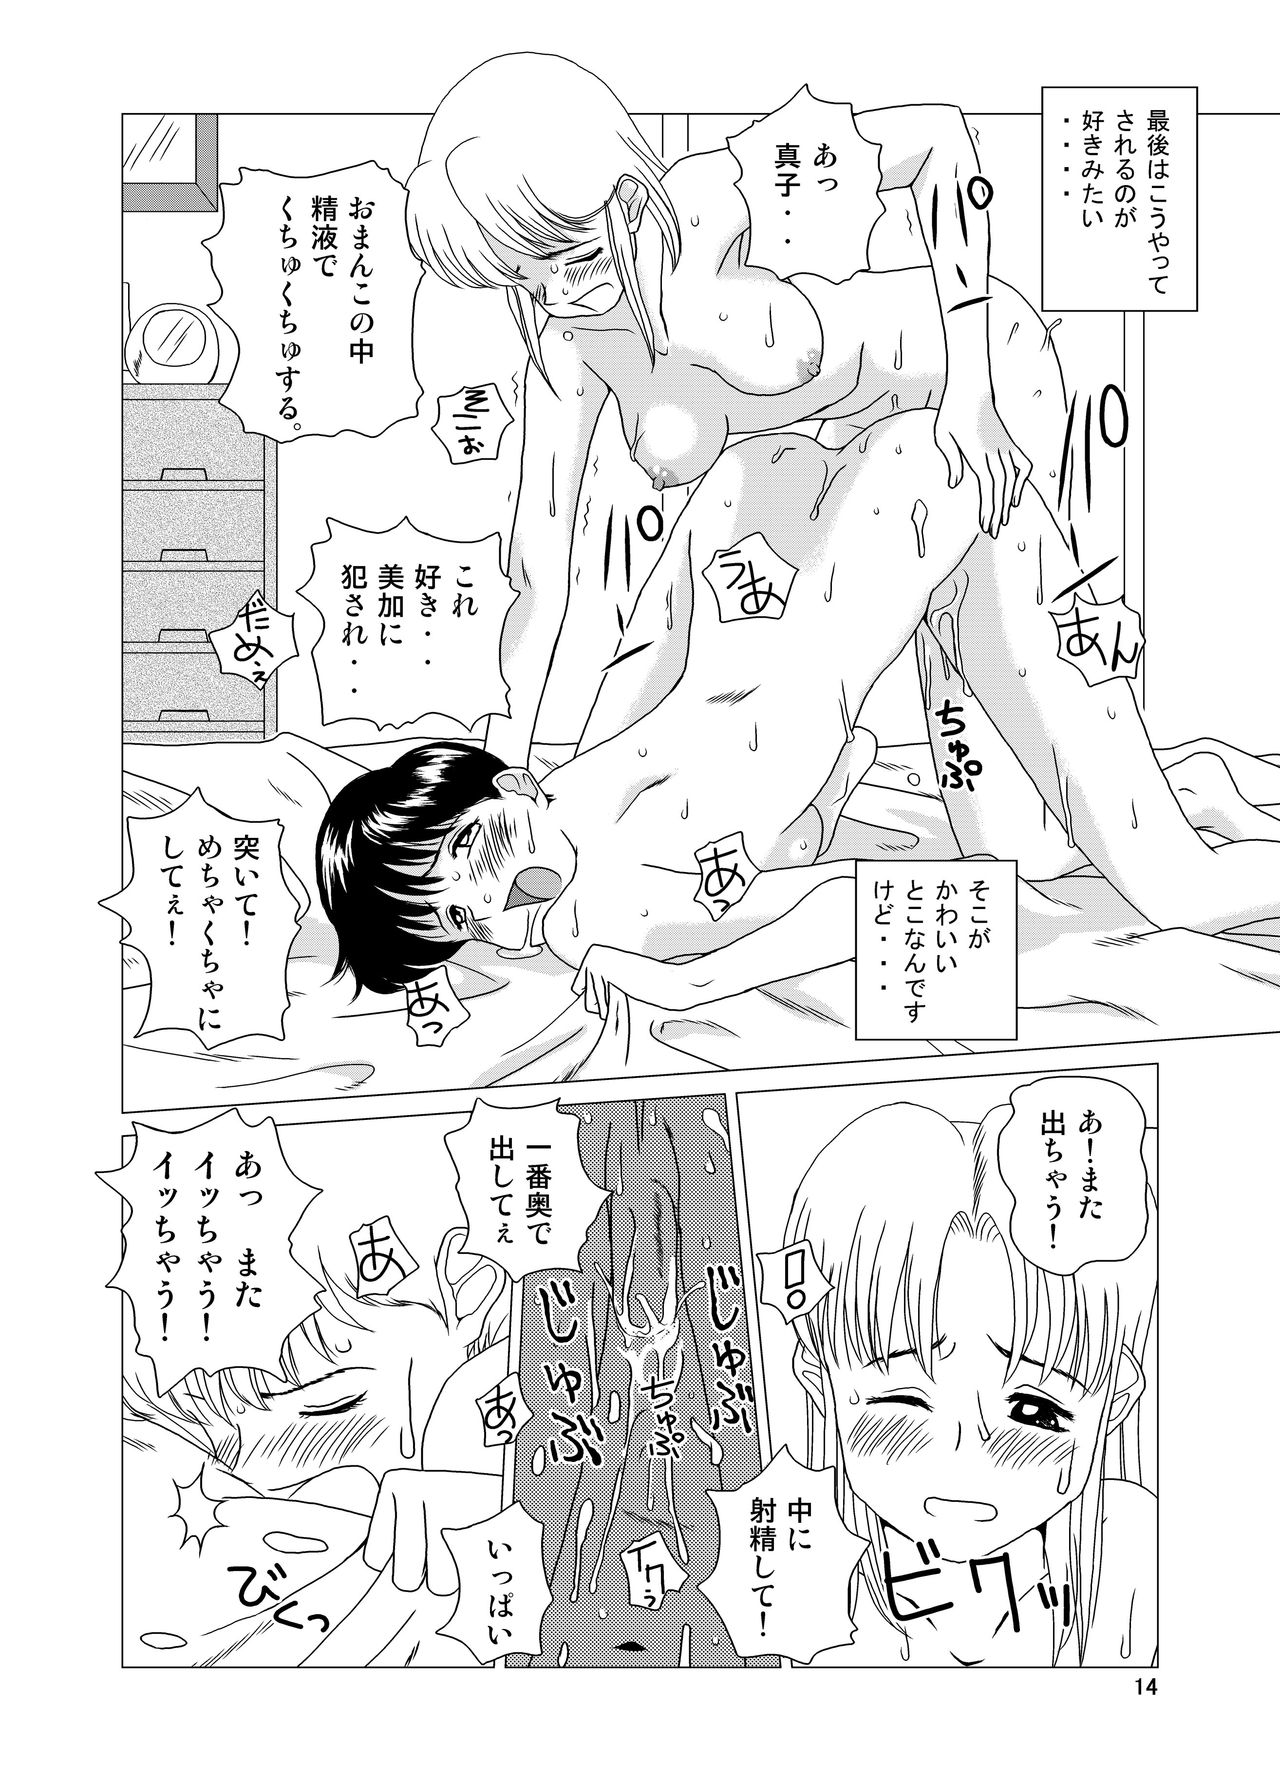 最後はこうやって
されるのが
好きみたい
・・・・
あっ
真子・・
おまんこの中
精液で
くちゅくちゅする。
これ
好き・・
美加に
犯され・・
うあ
あん
だめぇ
ちゅぷ
突いて！
めちゃくちゃに
してぇ！
あっ
あっ
そこが
かわいい
とこなんです
けど・・・
あ！また
出ちゃう！
ビクッ
中に
射精して！
一番奥で
出してぇ
じゅぶ
じゅぶ
ちゅぷ
イクぅ
いっぱい
あっ　また
イッちゃう！
イッちゃう！
あ
あっ
びくっ
14